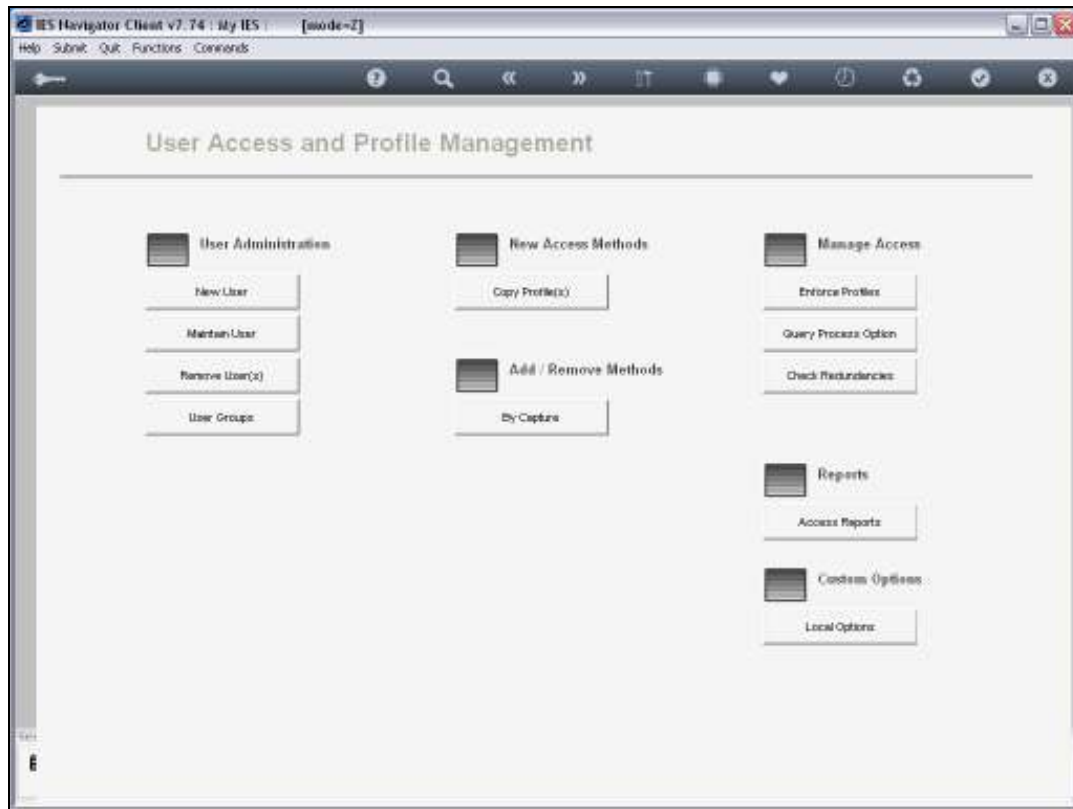 IES Navigator Client v7.74 : My IES : [mode=Z]
Help Submit Quit Functions Commands
User Access and Profile Management
User Administration
New User
Maintain User
Remove User(s)
User Groups
New Access Methods
Copy Profile(s)
Add / Remove Methods
By Capture
Manage Access
Enforce Profiles
Query Process Option
Check Redundancies
Reports
Access Reports
Custom Options
Local Options